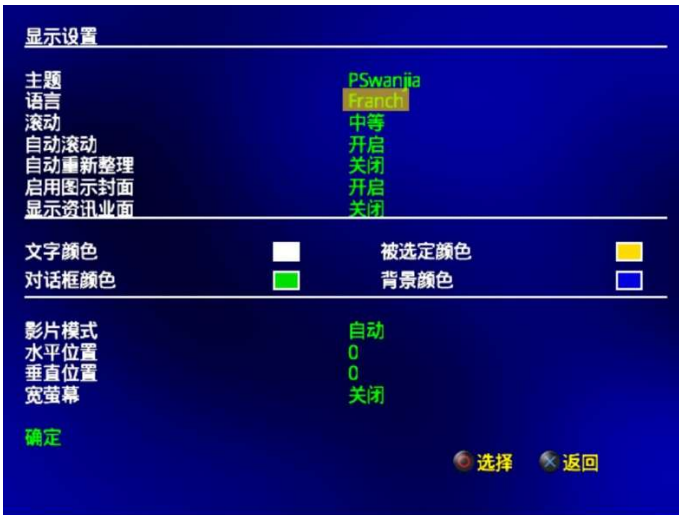 显示设置
主题 PSwanjia
语言 Franch
滚动 中等
自动滚动 开启
自动重新整理 关闭
启用图示封面 开启
显示资讯业面 关闭
文字颜色 被选定颜色
对话框颜色 背景颜色
影片模式 自动
水平位置 0
垂直位置 0
宽萤幕 关闭
确定
选择 返回